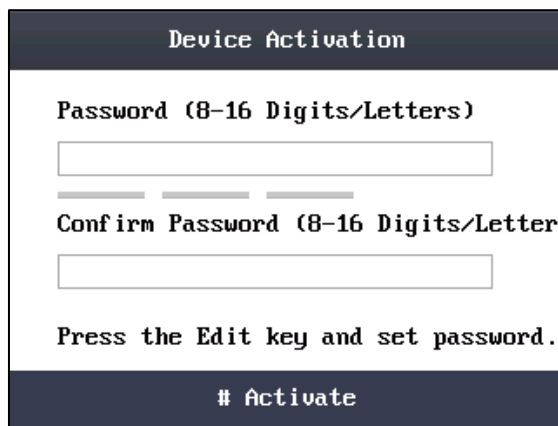 Device Activation
Password (8-16 Digits/Letters)
Confirm Password (8-16 Digits/Letter
Press the Edit key and set password.
# Activate